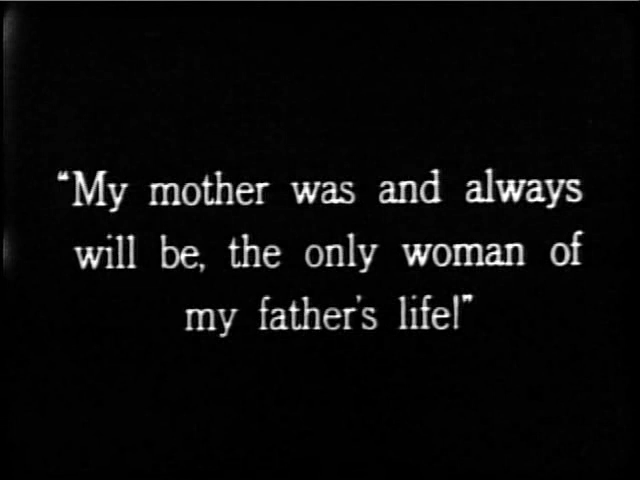 “My mother was and always
will be, the only woman of
my father's life!”